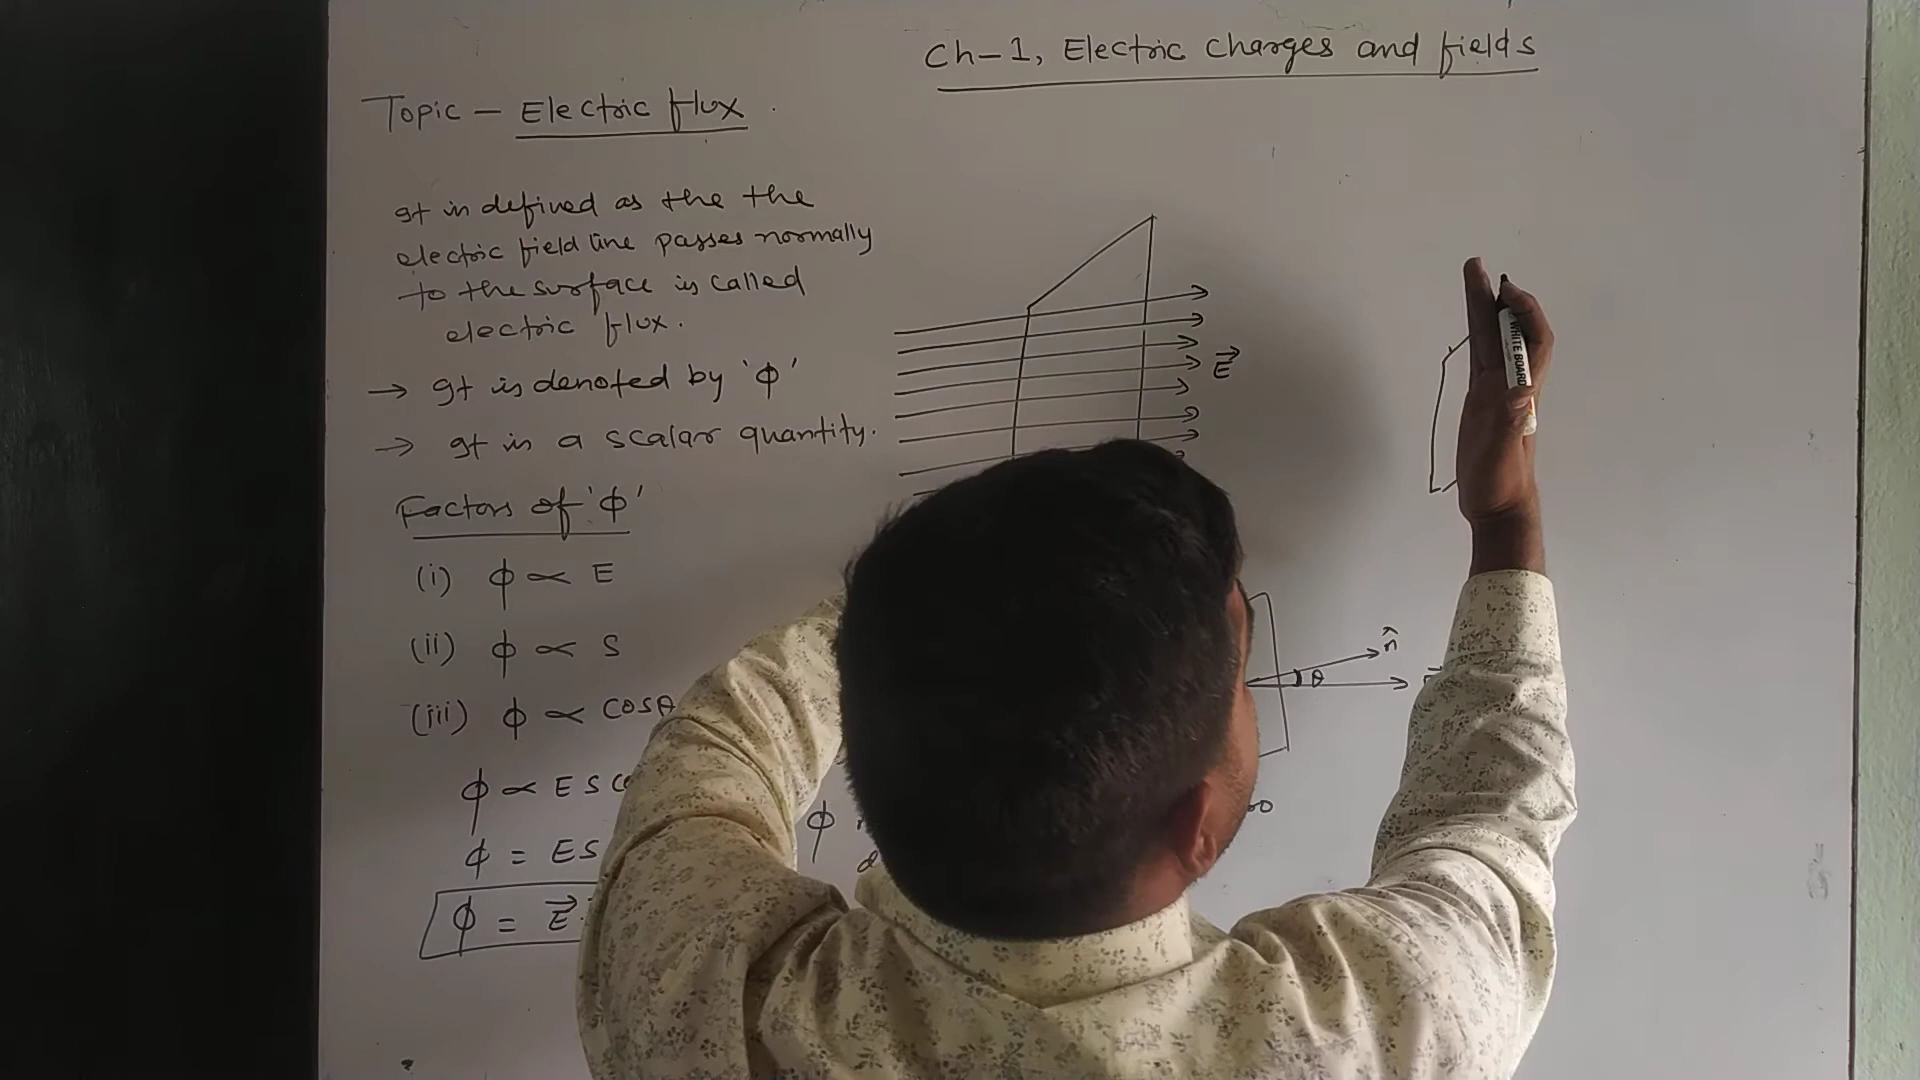 Ch-1, Electric charges and fields
Topic - Electric flux
It is defined as the the
electric field line passes normally
to the surface is called
electric flux.
→ It is denoted by 'ϕ'
→ It is a scalar quantity.
Factors of 'ϕ'
(i) ϕ ∝ E
(ii) ϕ ∝ S
(iii) ϕ ∝ cosθ
ϕ ∝ E S
ϕ = ES
ϕ = E⃗ ·
E⃗
n̂
θ
ϕ
WHITE BOARD